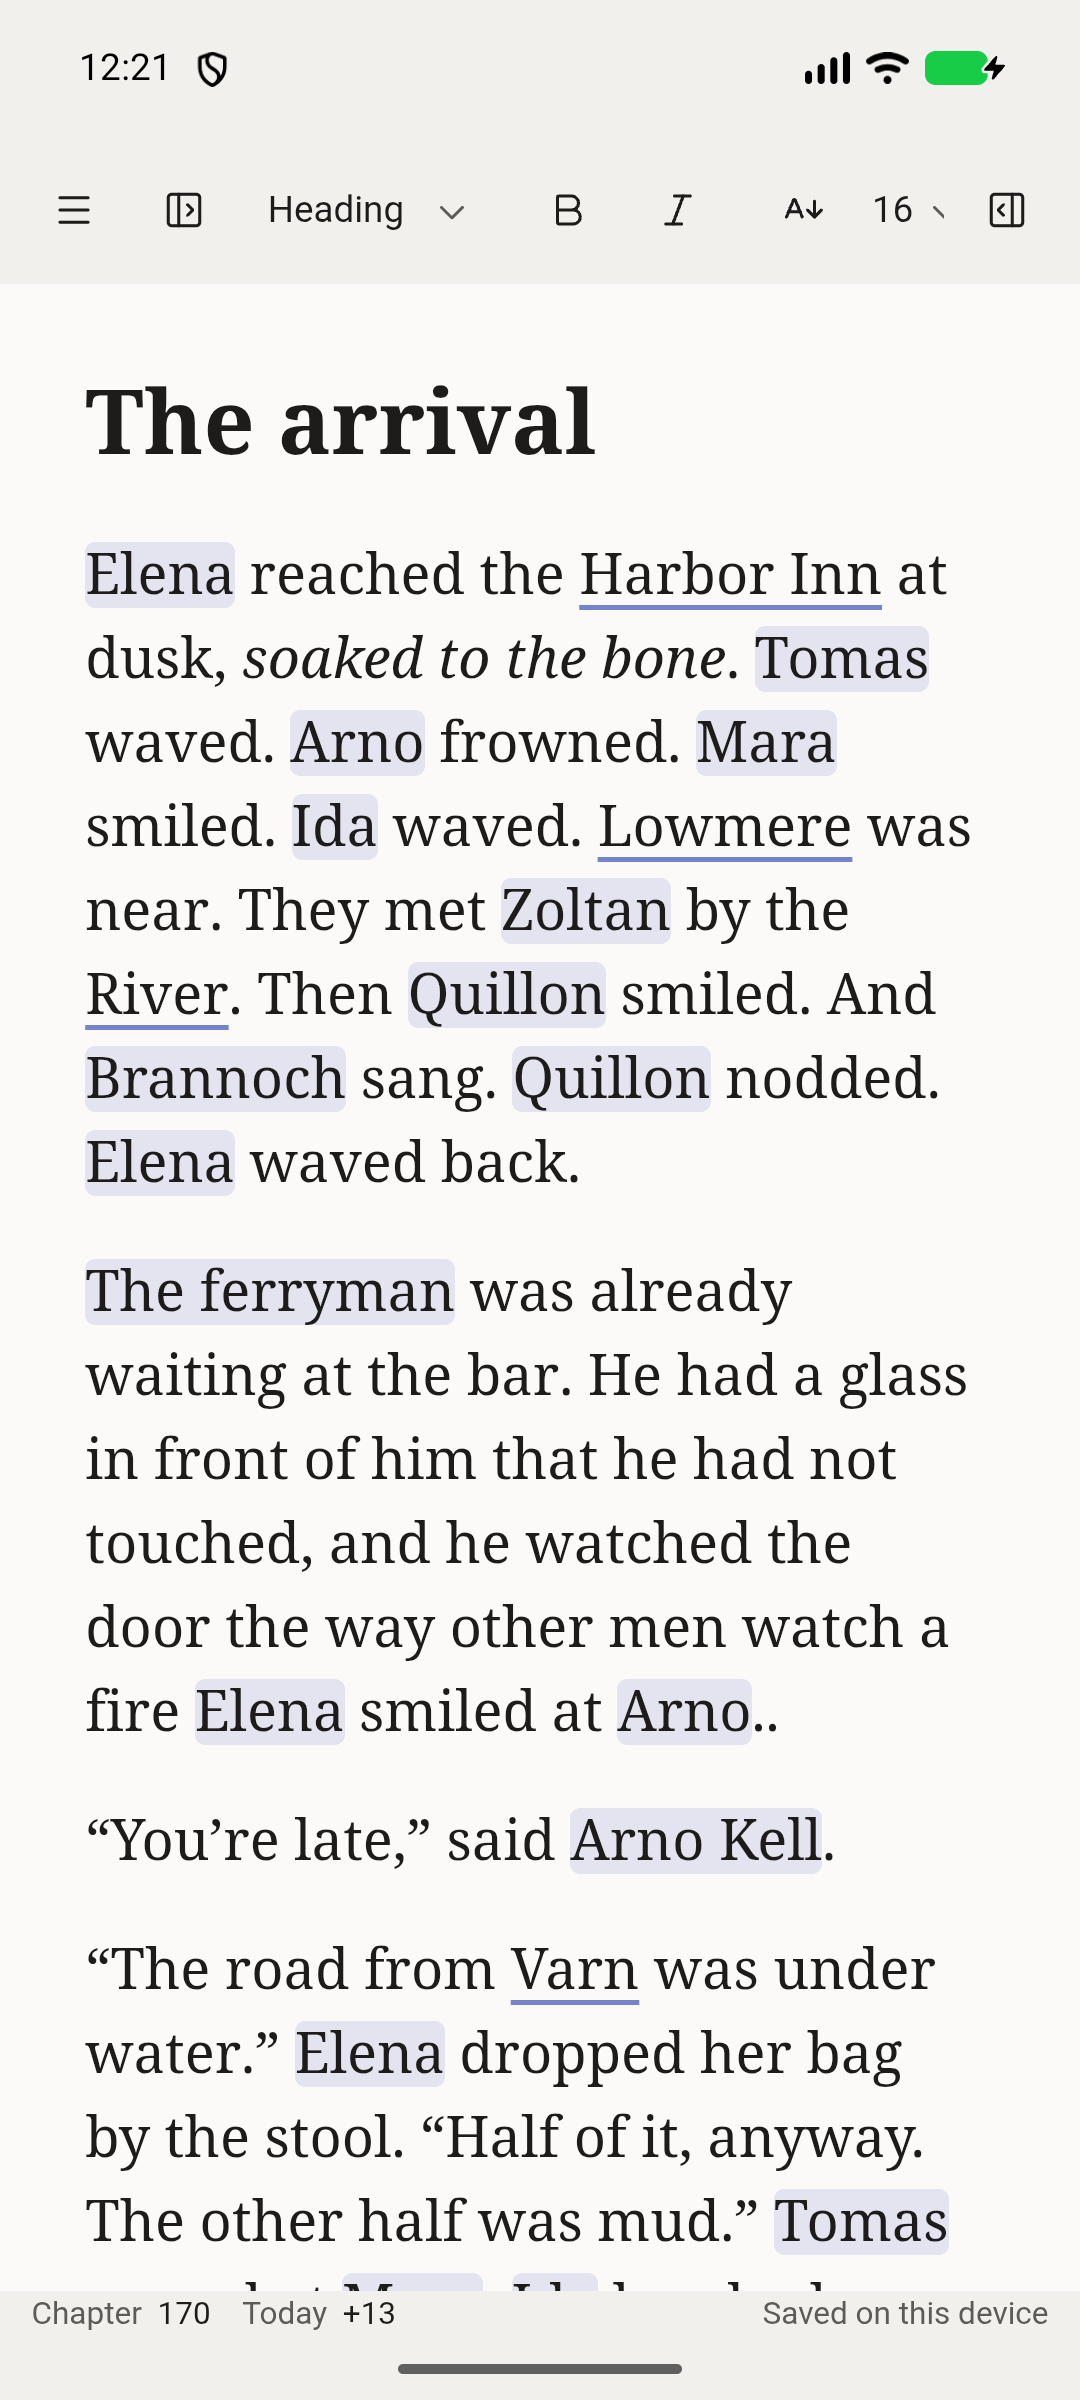 12:21
Heading
16
The arrival
Elena reached the Harbor Inn at
dusk, soaked to the bone. Tomas
waved. Arno frowned. Mara
smiled. Ida waved. Lowmere was
near. They met Zoltan by the
River. Then Quillon smiled. And
Brannoch sang. Quillon nodded.
Elena waved back.
The ferryman was already
waiting at the bar. He had a glass
in front of him that he had not
touched, and he watched the
door the way other men watch a
fire Elena smiled at Arno..
“You’re late,” said Arno Kell.
“The road from Varn was under
water.” Elena dropped her bag
by the stool. “Half of it, anyway.
The other half was mud.” Tomas
Chapter 170 Today +13 Saved on this device